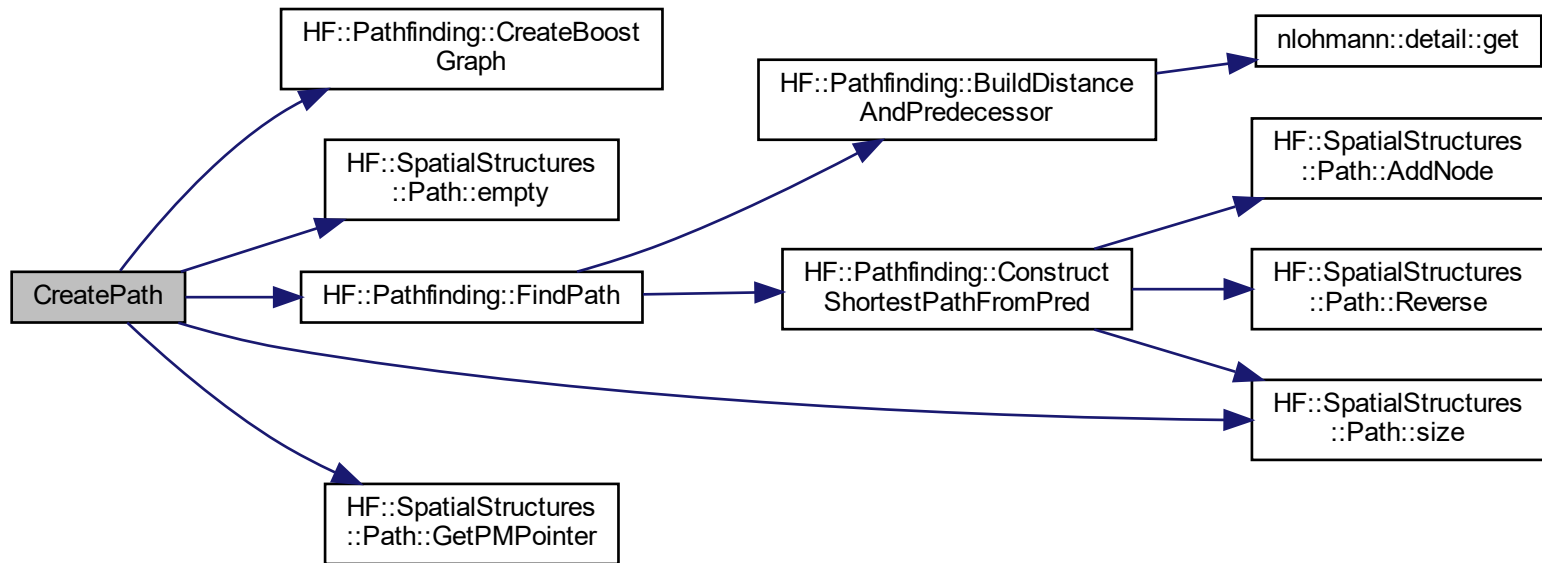 CreatePath
HF::Pathfinding::CreateBoost
Graph
HF::SpatialStructures
::Path::empty
HF::Pathfinding::FindPath
HF::SpatialStructures
::Path::GetPMPointer
HF::Pathfinding::BuildDistance
AndPredecessor
HF::Pathfinding::Construct
ShortestPathFromPred
nlohmann::detail::get
HF::SpatialStructures
::Path::AddNode
HF::SpatialStructures
::Path::Reverse
HF::SpatialStructures
::Path::size